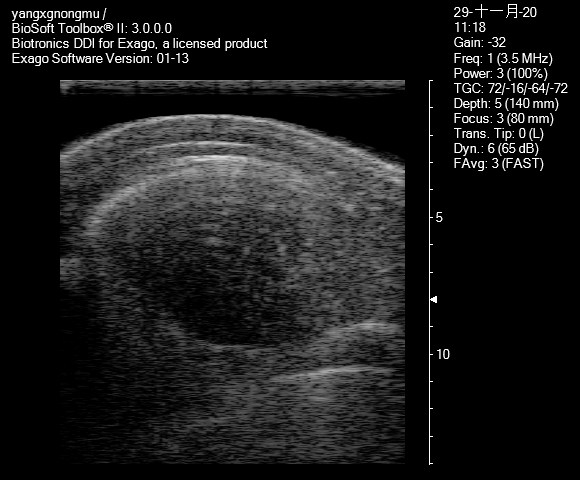 yangxgnongmu /
BioSoft Toolbox® II: 3.0.0.0
Biotronics DDI for Exago, a licensed product
Exago Software Version: 01-13
29-十一月-20
11:18
Gain: -32
Freq: 1 (3.5 MHz)
Power: 3 (100%)
TGC: 72/-16/-64/-72
Depth: 5 (140 mm)
Focus: 3 (80 mm)
Trans. Tip: 0 (L)
Dyn.: 6 (65 dB)
FAvg: 3 (FAST)
5
10